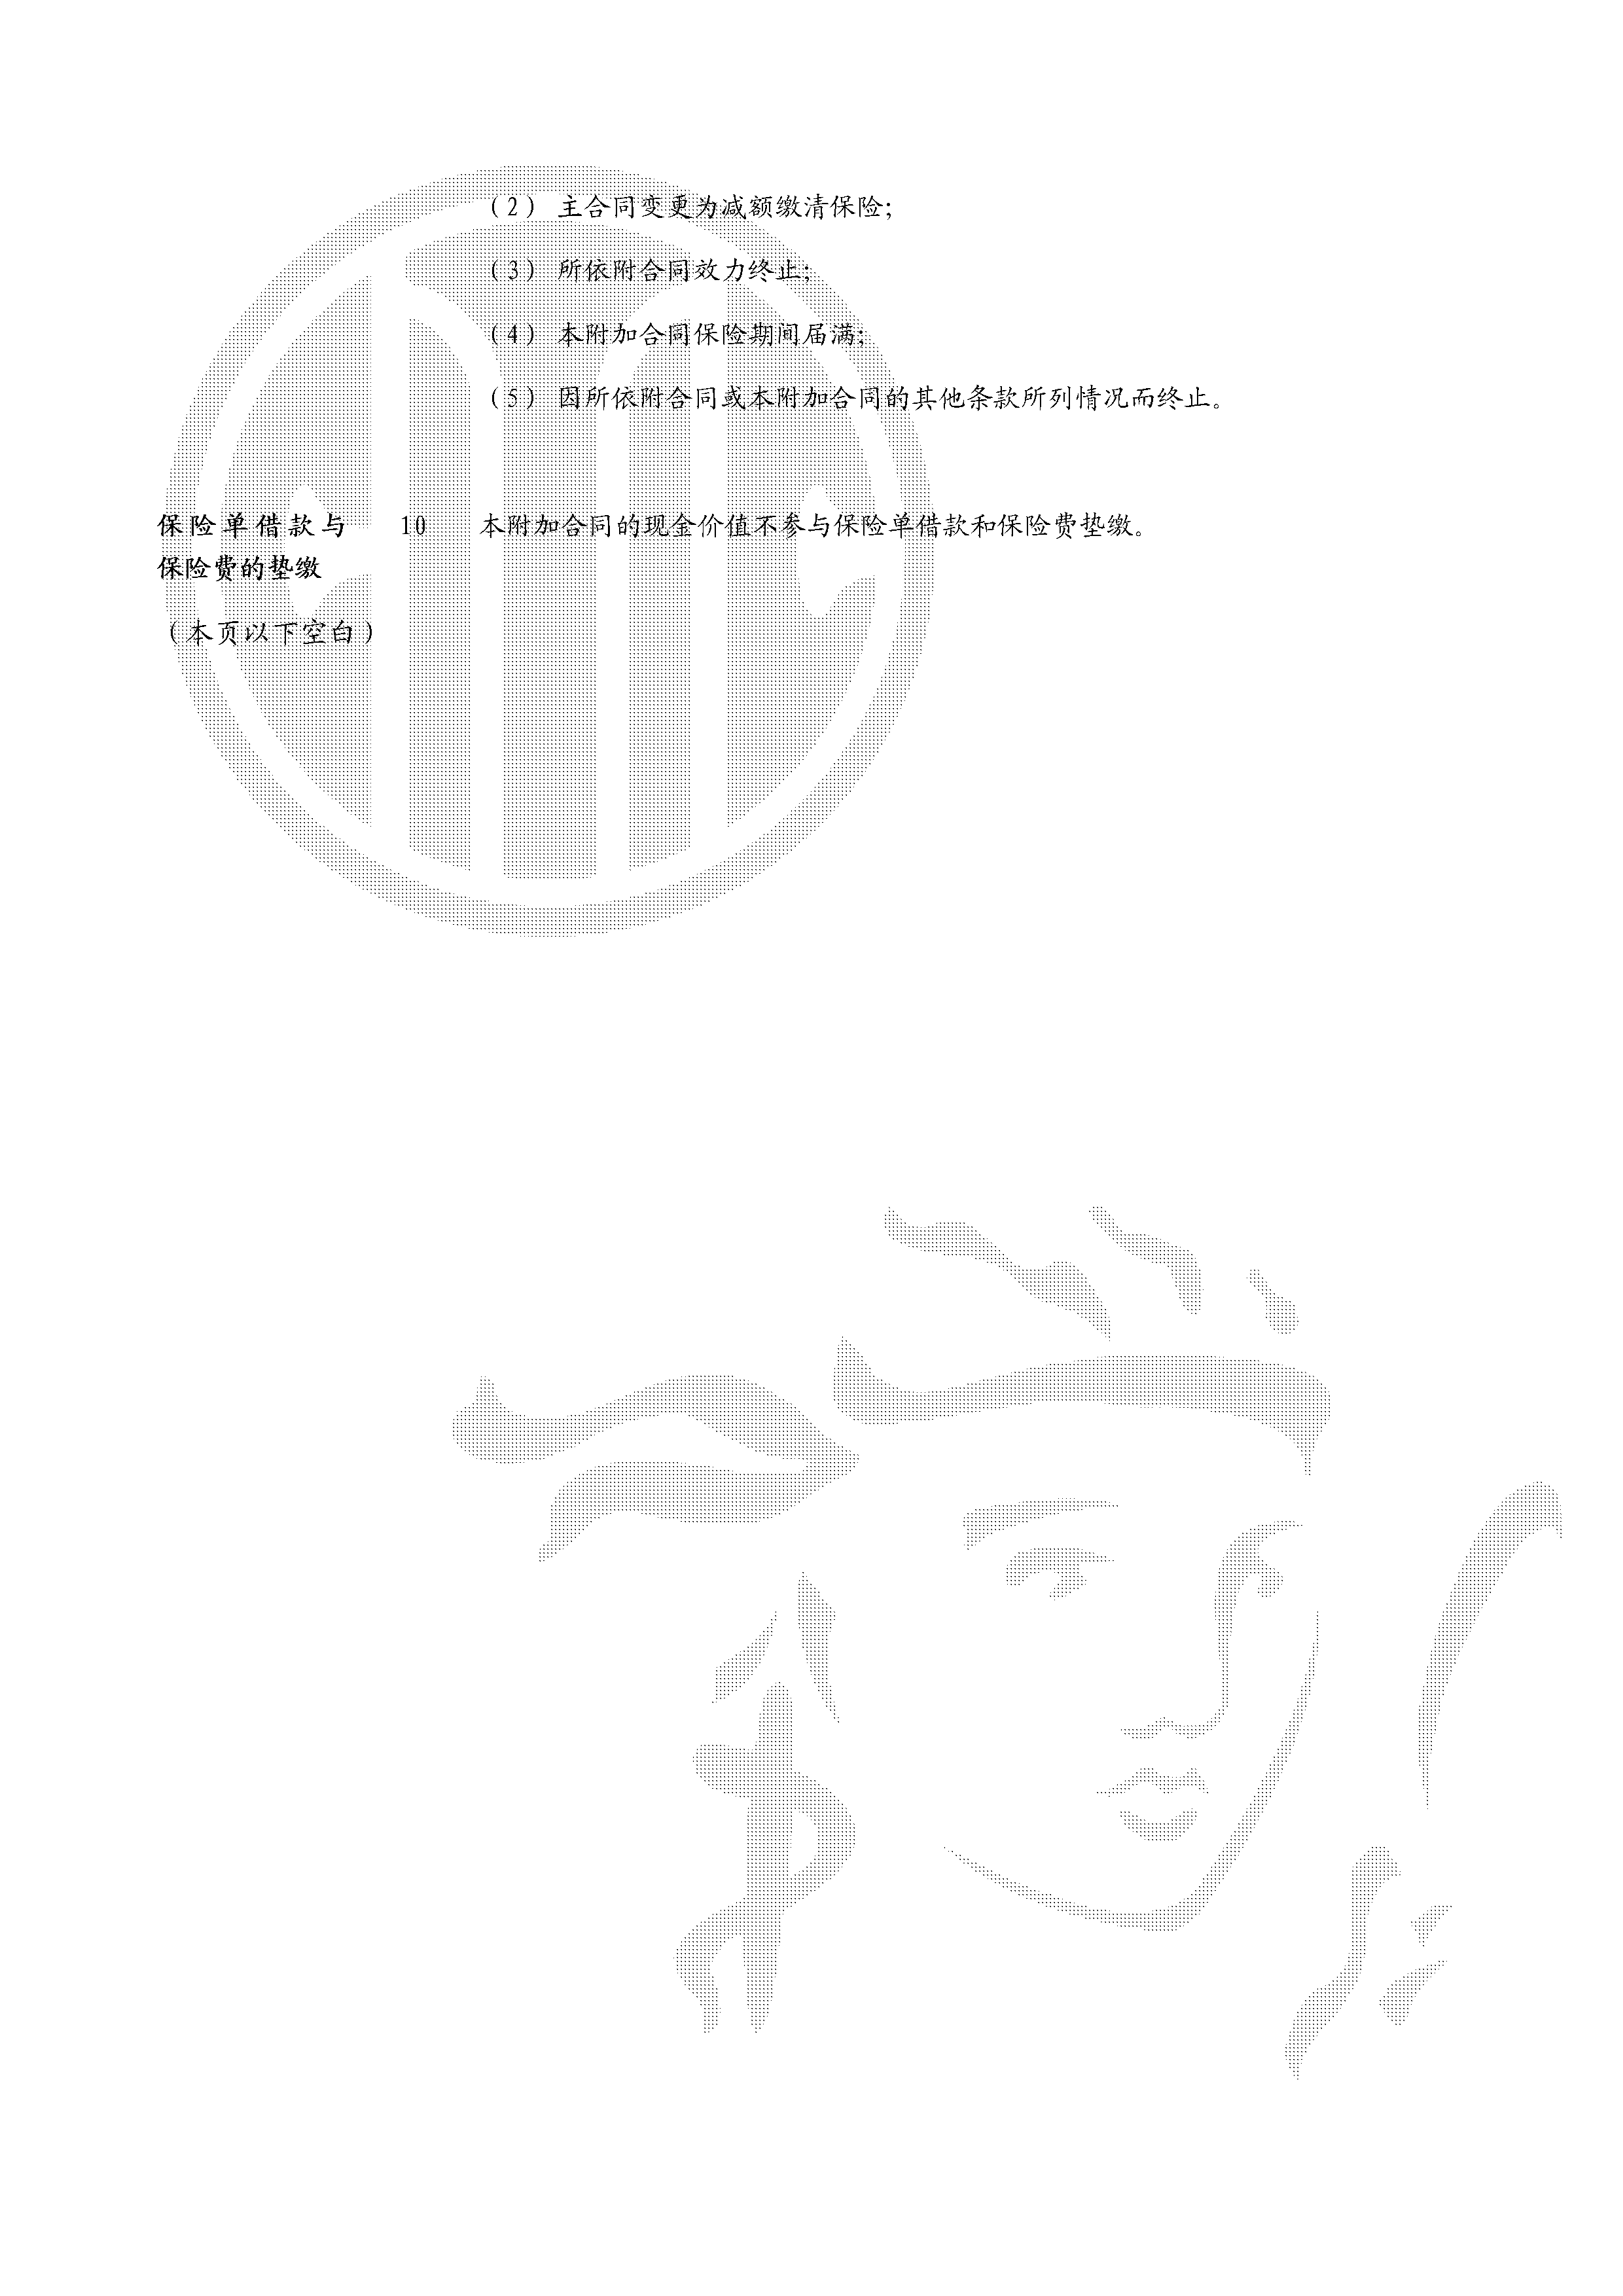 （2） 主合同变更为减额缴清保险；
（3） 所依附合同效力终止；
（4） 本附加合同保险期间届满；
（5） 因所依附合同或本附加合同的其他条款所列情况而终止。
保险单借款与 10 本附加合同的现金价值不参与保险单借款和保险费垫缴。
保险费的垫缴
（本页以下空白）